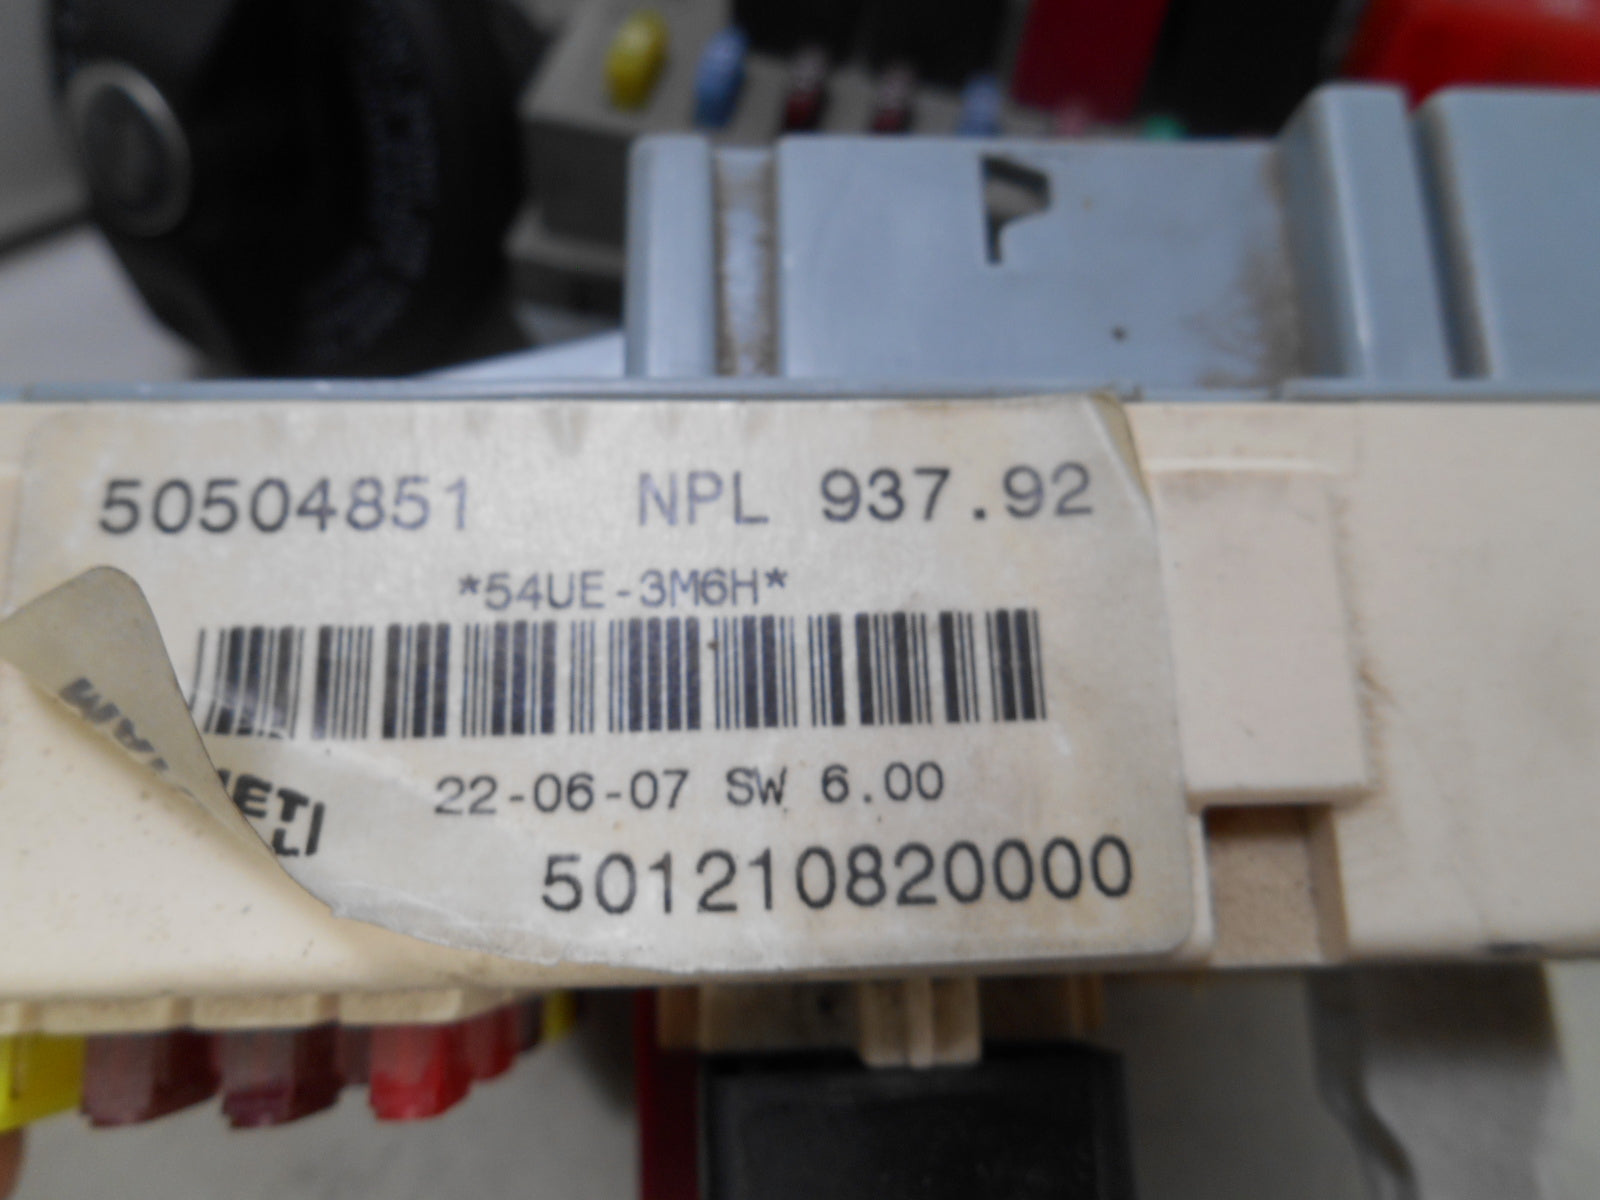 50504851 NPL 937.92
*54UE-3M6H*
22-06-07 SW 6.00
501210820000